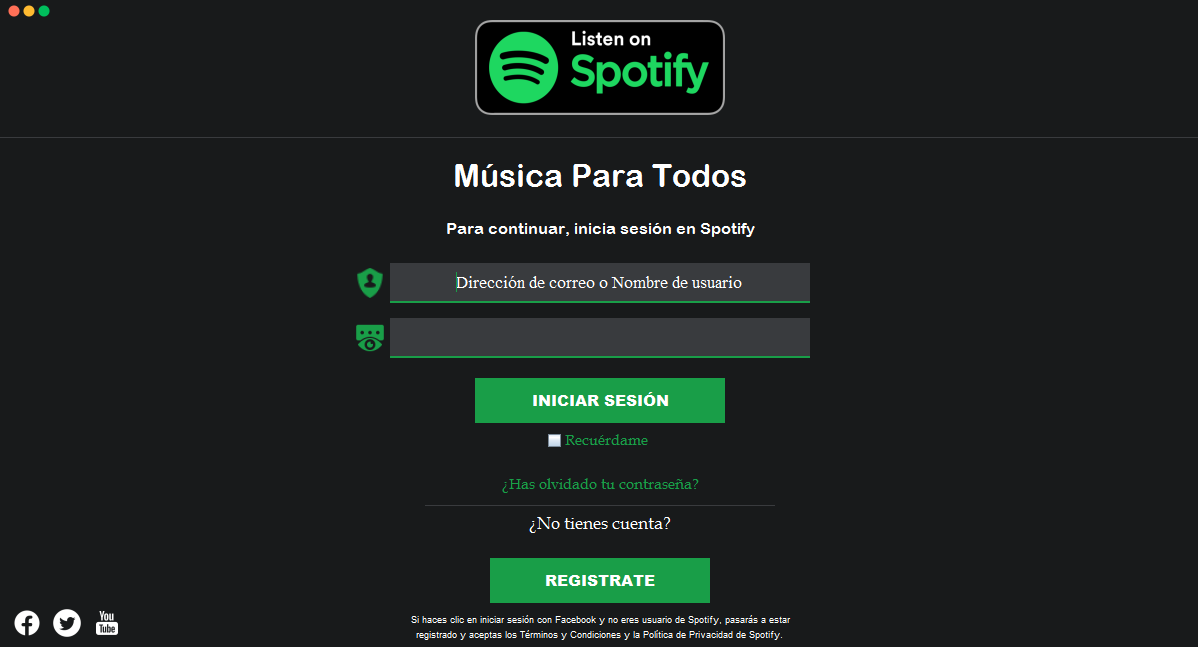 Listen on
Spotify
Música Para Todos
Para continuar, inicia sesión en Spotify
Dirección de correo o Nombre de usuario
INICIAR SESIÓN
Recuérdame
¿Has olvidado tu contraseña?
¿No tienes cuenta?
REGISTRATE
You
Tube
Si haces clic en iniciar sesión con Facebook y no eres usuario de Spotify, pasarás a estar
registrado y aceptas los Términos y Condiciones y la Política de Privacidad de Spotify.